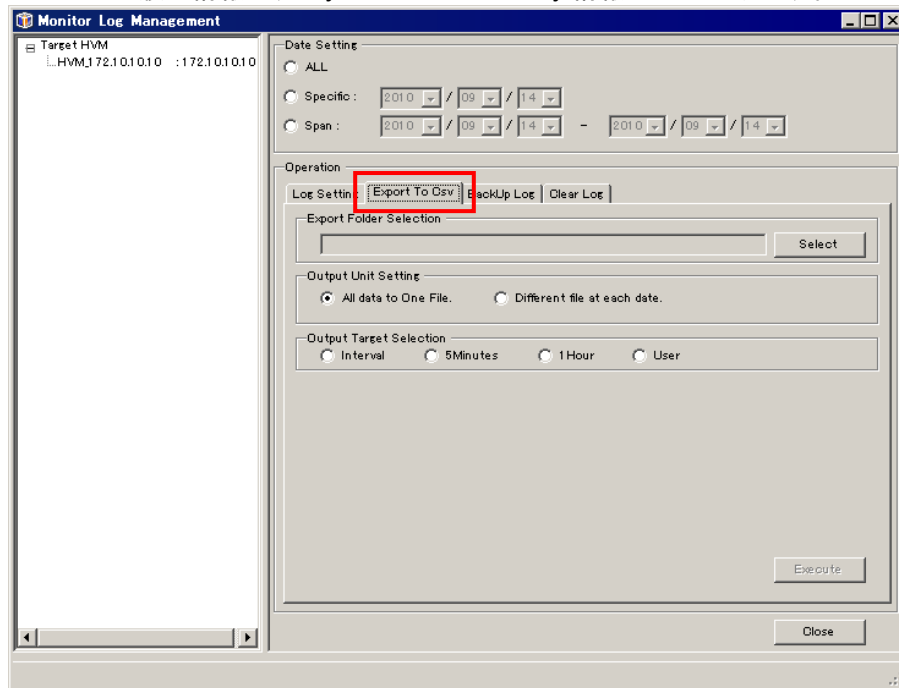 Monitor Log Management
Target HVM
HVM_172.10.10.10 : 172.10.10.10
Date Setting
ALL
Specific : 2010 / 09 / 14
Span : 2010 / 09 / 14 - 2010 / 09 / 14
Operation
Log Setting Export To Csv BackUp Log Clear Log
Export Folder Selection
Select
Output Unit Setting
All data to One File. Different file at each date.
Output Target Selection
Interval 5Minutes 1Hour User
Execute
Close